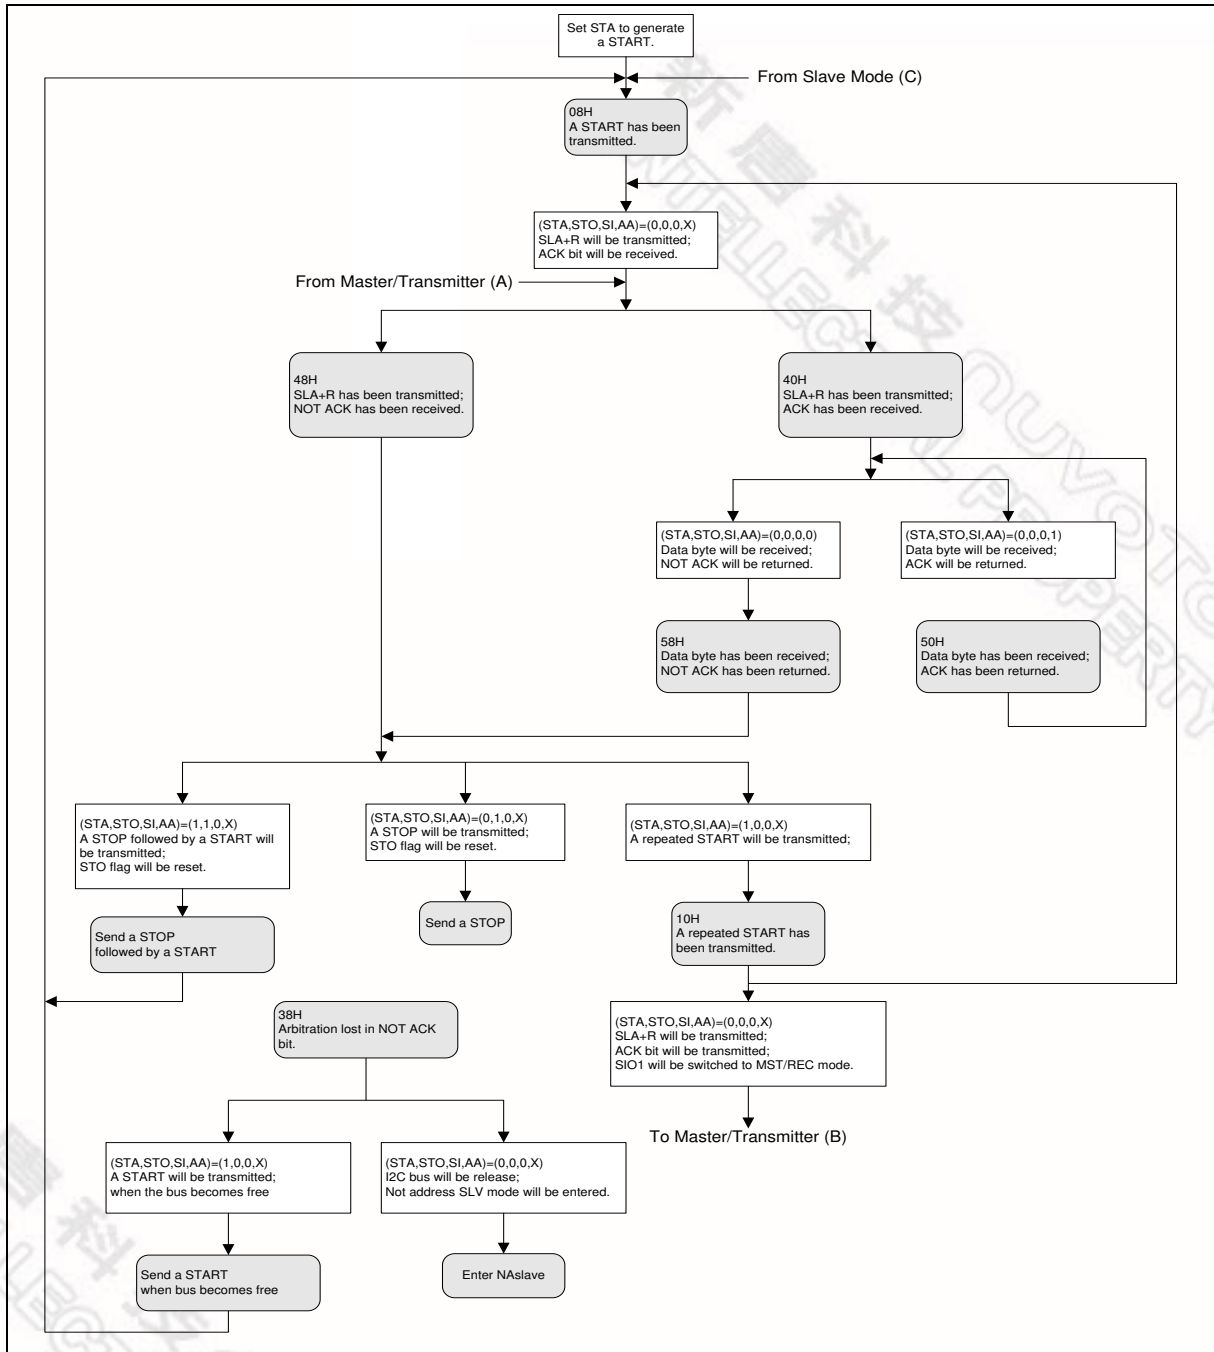 Set STA to generate
a START.
From Slave Mode (C)
08H
A START has been
transmitted.
(STA,STO,SI,AA)=(0,0,0,X)
SLA+R will be transmitted;
ACK bit will be received.
From Master/Transmitter (A)
48H
SLA+R has been transmitted;
NOT ACK has been received.
40H
SLA+R has been transmitted;
ACK has been received.
(STA,STO,SI,AA)=(0,0,0,0)
Data byte will be received;
NOT ACK will be returned.
(STA,STO,SI,AA)=(0,0,0,1)
Data byte will be received;
ACK will be returned.
58H
Data byte has been received;
NOT ACK has been returned.
50H
Data byte has been received;
ACK has been returned.
(STA,STO,SI,AA)=(1,1,0,X)
A STOP followed by a START will
be transmitted;
STO flag will be reset.
(STA,STO,SI,AA)=(0,1,0,X)
A STOP will be transmitted;
STO flag will be reset.
(STA,STO,SI,AA)=(1,0,0,X)
A repeated START will be transmitted;
Send a STOP
followed by a START
Send a STOP
10H
A repeated START has
been transmitted.
38H
Arbitration lost in NOT ACK
bit.
(STA,STO,SI,AA)=(0,0,0,X)
SLA+R will be transmitted;
ACK bit will be transmitted;
SIO1 will be switched to MST/REC mode.
To Master/Transmitter (B)
(STA,STO,SI,AA)=(1,0,0,X)
A START will be transmitted;
when the bus becomes free
(STA,STO,SI,AA)=(0,0,0,X)
I2C bus will be release;
Not address SLV mode will be entered.
Send a START
when bus becomes free
Enter NAslave
新唐科技 nuvoTo
INTELLECTUAL PROPERTY
唐科技